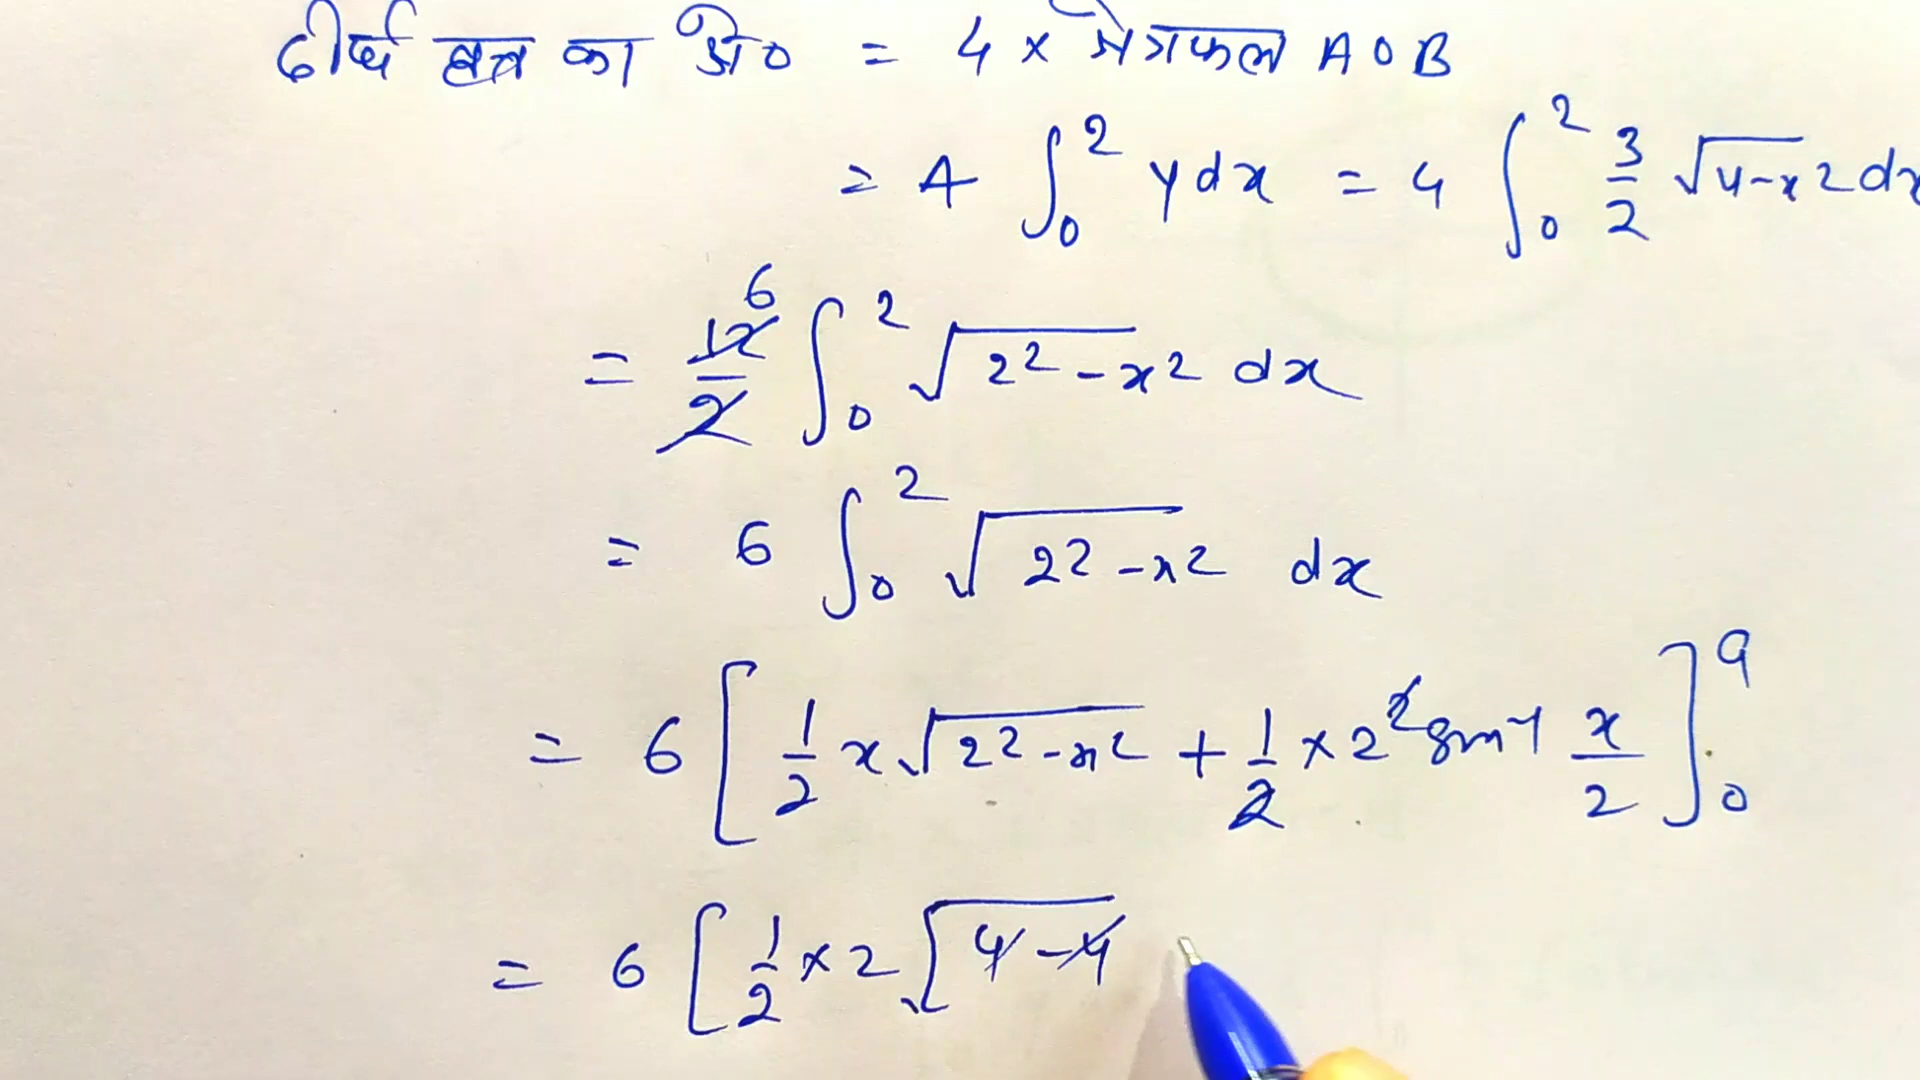 दीर्घ वृत्त का क्षे० = 4 × क्षेत्रफल AOB
= 4 ∫₀² y dx = 4 ∫₀² 3/2 √4-x² dx
= 12/2 6 ∫₀² √2²-x² dx
= 6 ∫₀² √2²-x² dx
= 6 [ 1/2 x √2²-x² + 1/2 × 2² sin⁻¹ x/2 ]₀^a
= 6 [ 1/2 × 2 √4-4